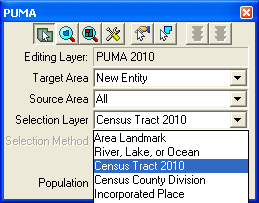 PUMA
Editing Layer: PUMA 2010
Target Area New Entity
Source Area All
Selection Layer Census Tract 2010
Selection Method
Area Landmark
River, Lake, or Ocean
Census Tract 2010
Census County Division
Population
Incorporated Place